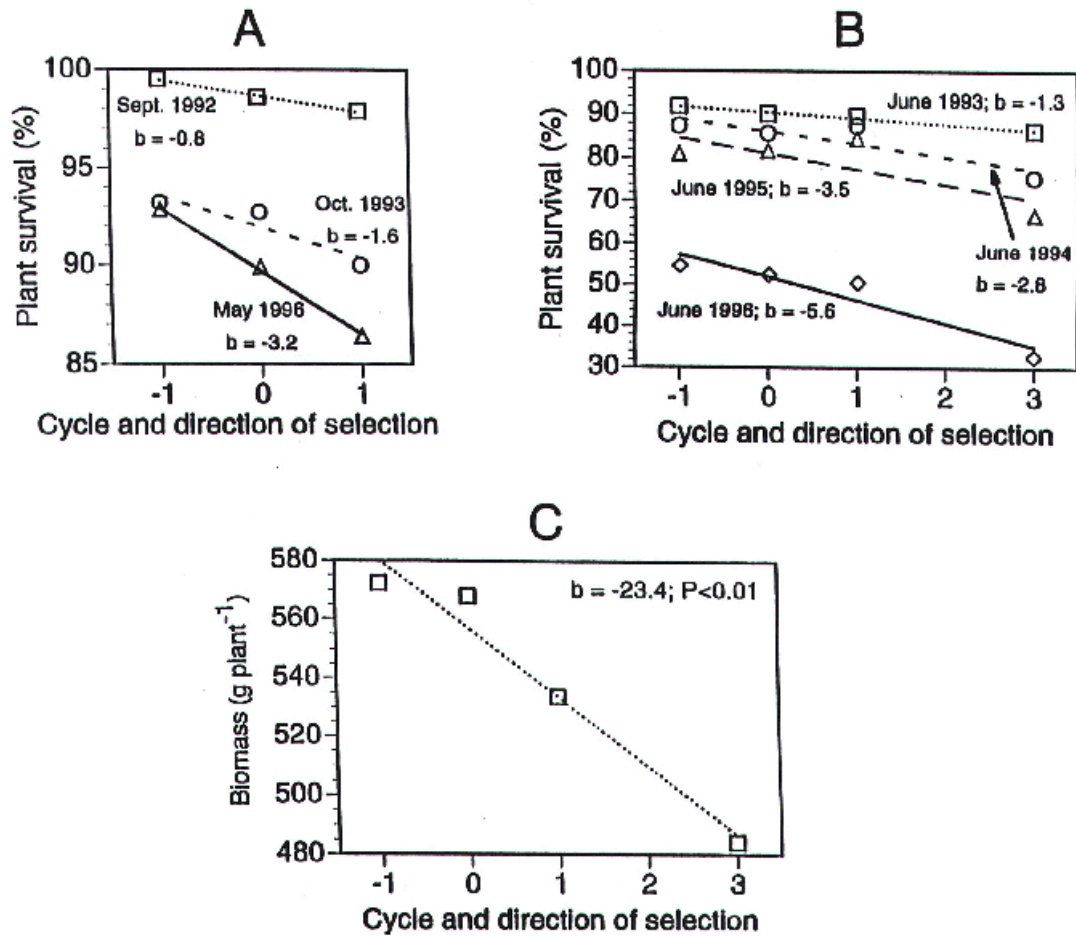 A
Plant survival (%)
100
95
90
85
Sept. 1992
b = -0.8
Oct. 1993
b = -1.6
May 1996
b = -3.2
-1 0 1
Cycle and direction of selection
B
Plant survival (%)
100
90
80
70
60
50
40
30
June 1993; b = -1.3
June 1995; b = -3.5
June 1994
b = -2.8
June 1996; b = -5.6
-1 0 1 2 3
Cycle and direction of selection
C
Biomass (g plant⁻¹)
580
560
540
520
500
480
b = -23.4; P<0.01
-1 0 1 2 3
Cycle and direction of selection